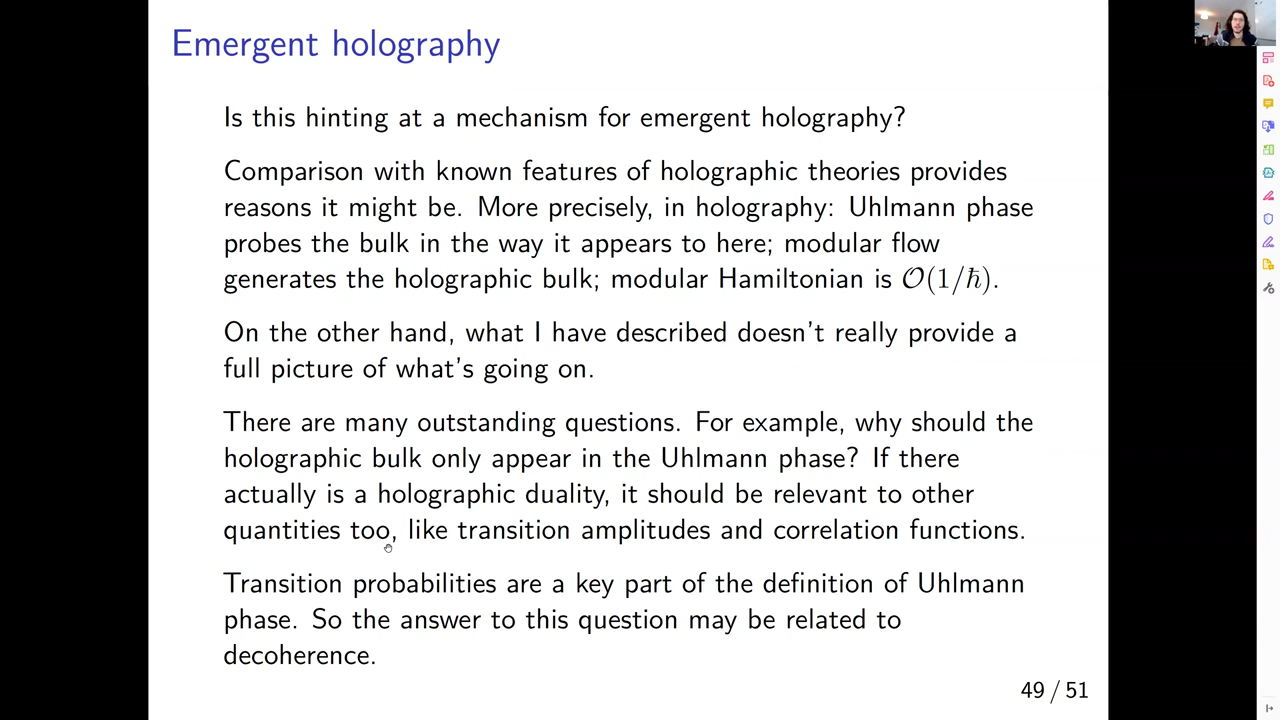 Emergent holography
Is this hinting at a mechanism for emergent holography?
Comparison with known features of holographic theories provides
reasons it might be. More precisely, in holography: Uhlmann phase
probes the bulk in the way it appears to here; modular flow
generates the holographic bulk; modular Hamiltonian is 𝒪(1/ℏ).
On the other hand, what I have described doesn't really provide a
full picture of what's going on.
There are many outstanding questions. For example, why should the
holographic bulk only appear in the Uhlmann phase? If there
actually is a holographic duality, it should be relevant to other
quantities too, like transition amplitudes and correlation functions.
Transition probabilities are a key part of the definition of Uhlmann
phase. So the answer to this question may be related to
decoherence.
49 / 51